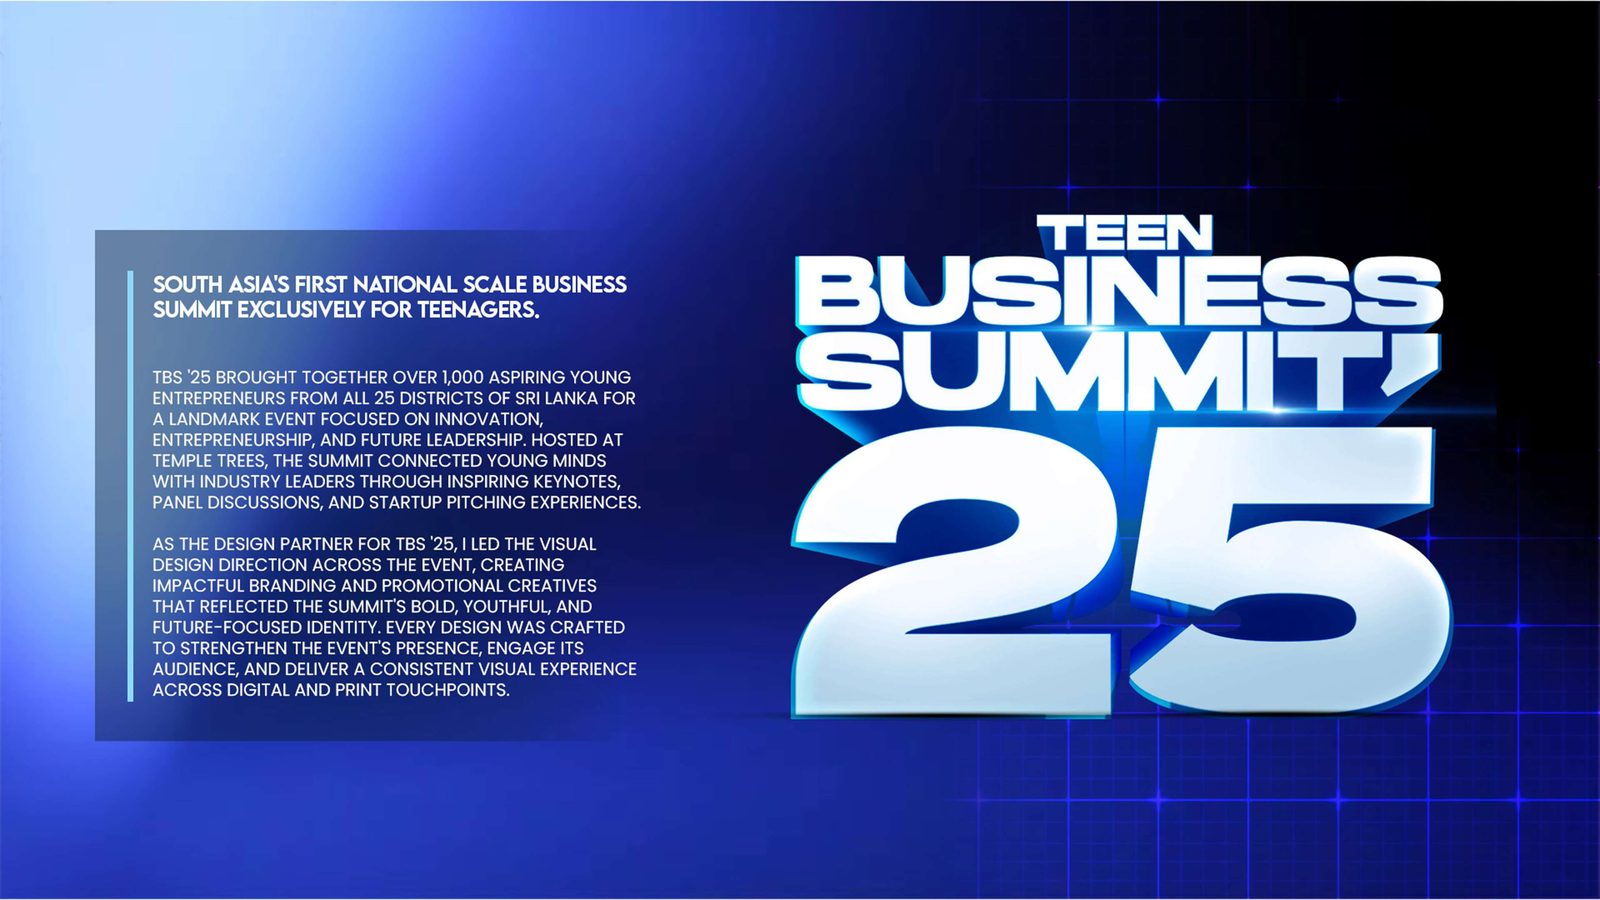 SOUTH ASIA'S FIRST NATIONAL SCALE BUSINESS
SUMMIT EXCLUSIVELY FOR TEENAGERS.
TBS '25 BROUGHT TOGETHER OVER 1,000 ASPIRING YOUNG
ENTREPRENEURS FROM ALL 25 DISTRICTS OF SRI LANKA FOR
A LANDMARK EVENT FOCUSED ON INNOVATION,
ENTREPRENEURSHIP, AND FUTURE LEADERSHIP. HOSTED AT
TEMPLE TREES, THE SUMMIT CONNECTED YOUNG MINDS
WITH INDUSTRY LEADERS THROUGH INSPIRING KEYNOTES,
PANEL DISCUSSIONS, AND STARTUP PITCHING EXPERIENCES.
AS THE DESIGN PARTNER FOR TBS '25, I LED THE VISUAL
DESIGN DIRECTION ACROSS THE EVENT, CREATING
IMPACTFUL BRANDING AND PROMOTIONAL CREATIVES
THAT REFLECTED THE SUMMIT'S BOLD, YOUTHFUL, AND
FUTURE-FOCUSED IDENTITY. EVERY DESIGN WAS CRAFTED
TO STRENGTHEN THE EVENT'S PRESENCE, ENGAGE ITS
AUDIENCE, AND DELIVER A CONSISTENT VISUAL EXPERIENCE
ACROSS DIGITAL AND PRINT TOUCHPOINTS.
TEEN
BUSINESS
SUMMIT'
25